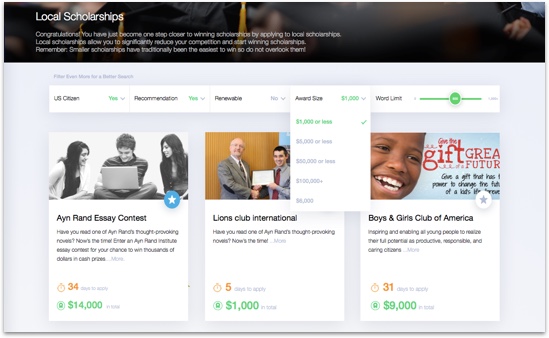 Local Scholarships
Congratulations! You have just become one step closer to winning scholarships by applying to local scholarships.
Local scholarships allow you to significantly reduce your competition and start winning scholarships.
Remember: Smaller scholarships have traditionally been the easiest to win so do not overlook them!
Filter Even More for a Better Search
US Citizen Yes Recommendation Yes Renewable No Award Size $1,000 Word Limit
$1,000 or less
$5,000 or less
$50,000 or less
$100,000+
$6,000
Give the
gift GREA
FUTUR
Give a gift that has t
power to change the fut
of a kid's life forever
Ayn Rand Essay Contest
Have you read one of Ayn Rand's thought-provoking
novels? Now's the time! Enter an Ayn Rand Institute
essay contest for your chance to win thousands of
dollars in cash prizes. ...More
34 days to apply
$14,000 in total
Lions club international
Have you read one of Ayn Rand's thought-provoking
novels? Now's the time! ...More
5 days to apply
$1,000 in total
Boys & Girls Club of America
Inspiring and enabling all young people to realize
their full potential as productive, responsible, and
caring citizens ...More
31 days to apply
$9,000 in total